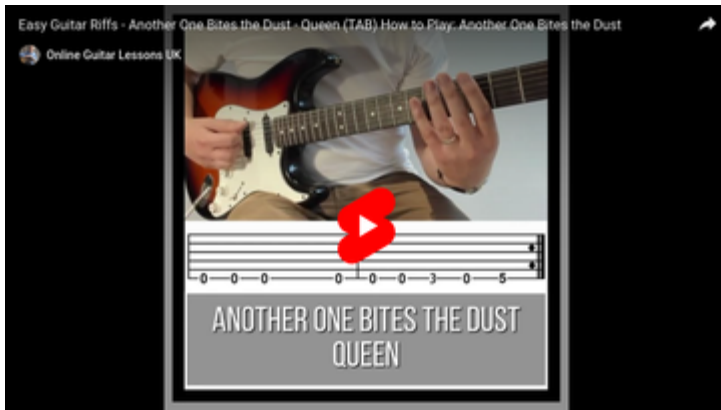 Easy Guitar Riffs - Another One Bites the Dust - Queen (TAB) How to Play: Another One Bites the Dust
Online Guitar Lessons UK
0 0 0 0 0 0 3 0 5
ANOTHER ONE BITES THE DUST
QUEEN